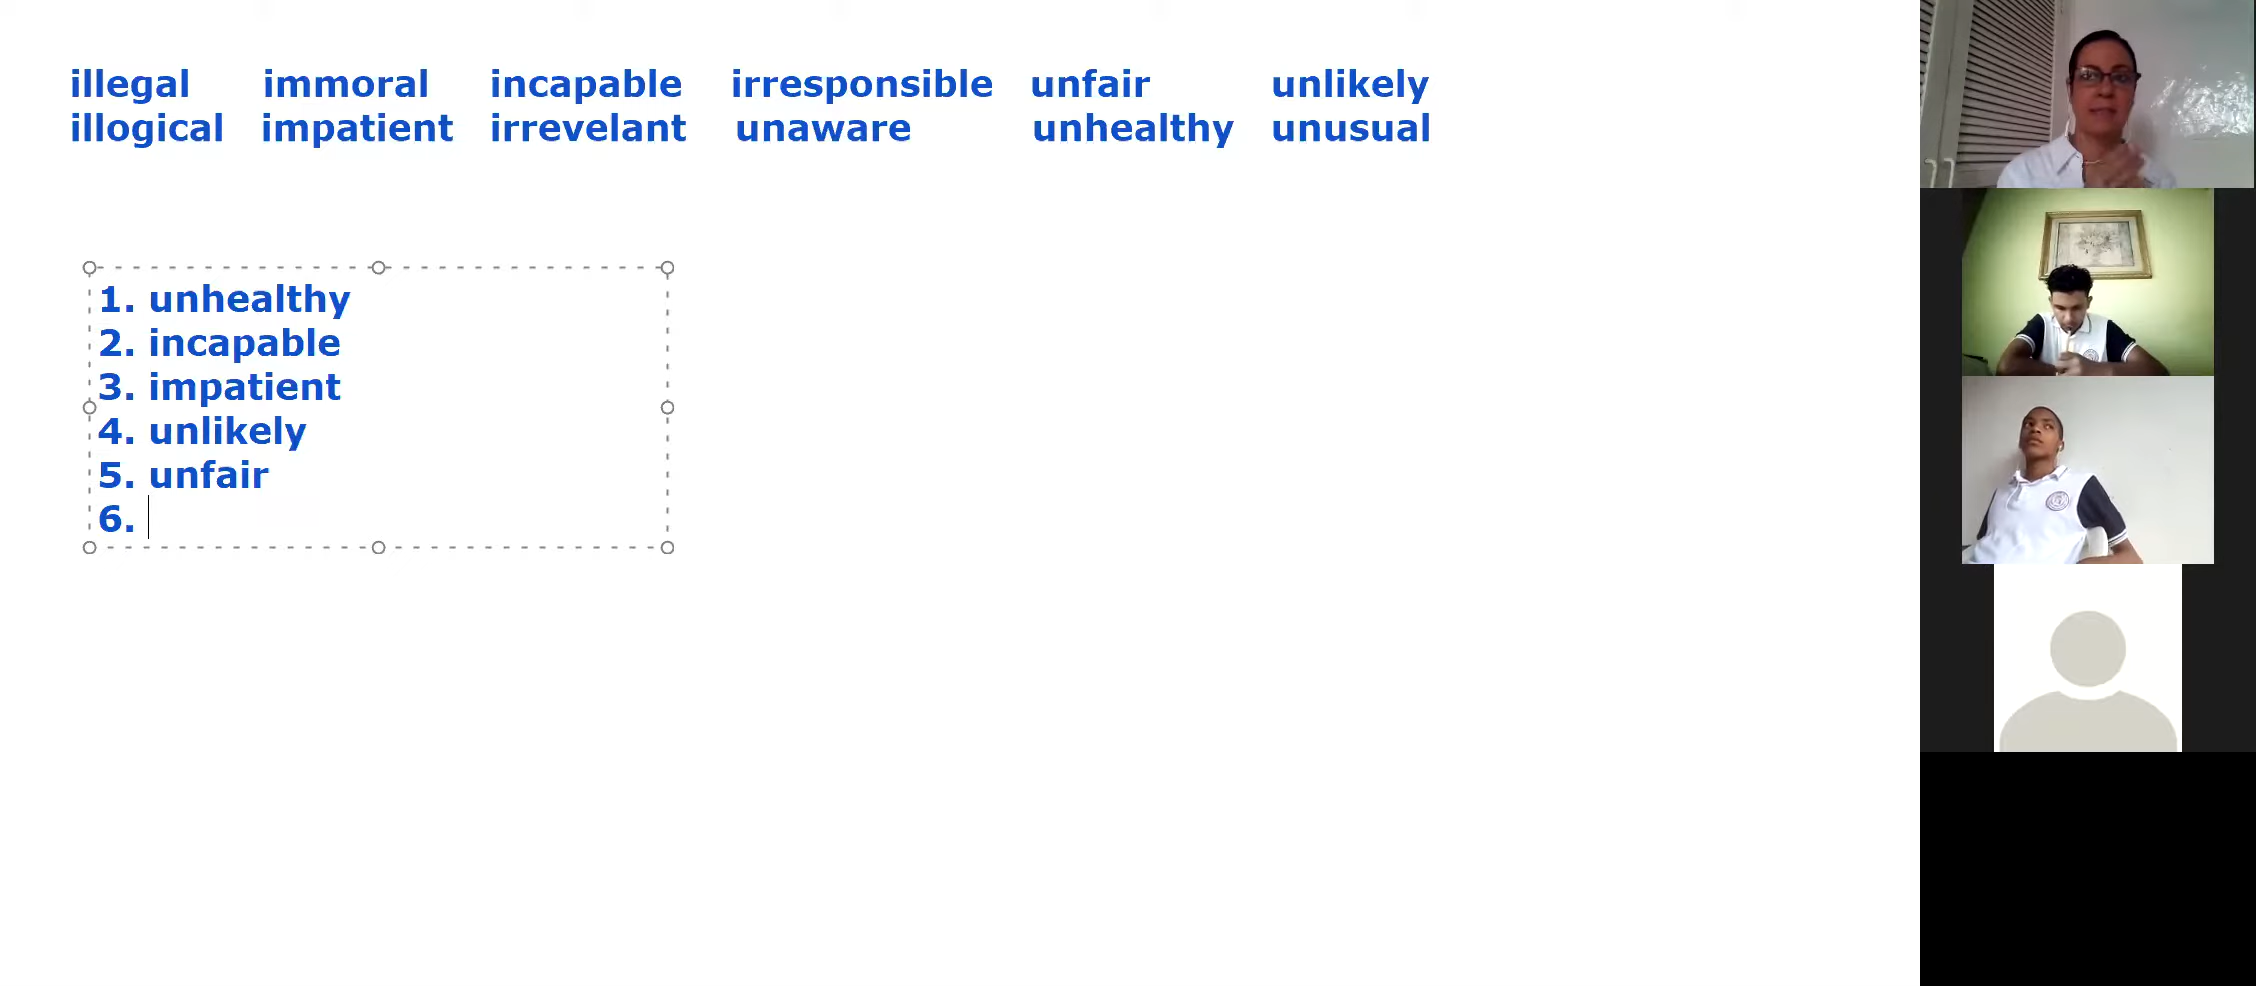 illegal immoral incapable irresponsible unfair unlikely
illogical impatient irrevelant unaware unhealthy unusual
1. unhealthy
2. incapable
3. impatient
4. unlikely
5. unfair
6.